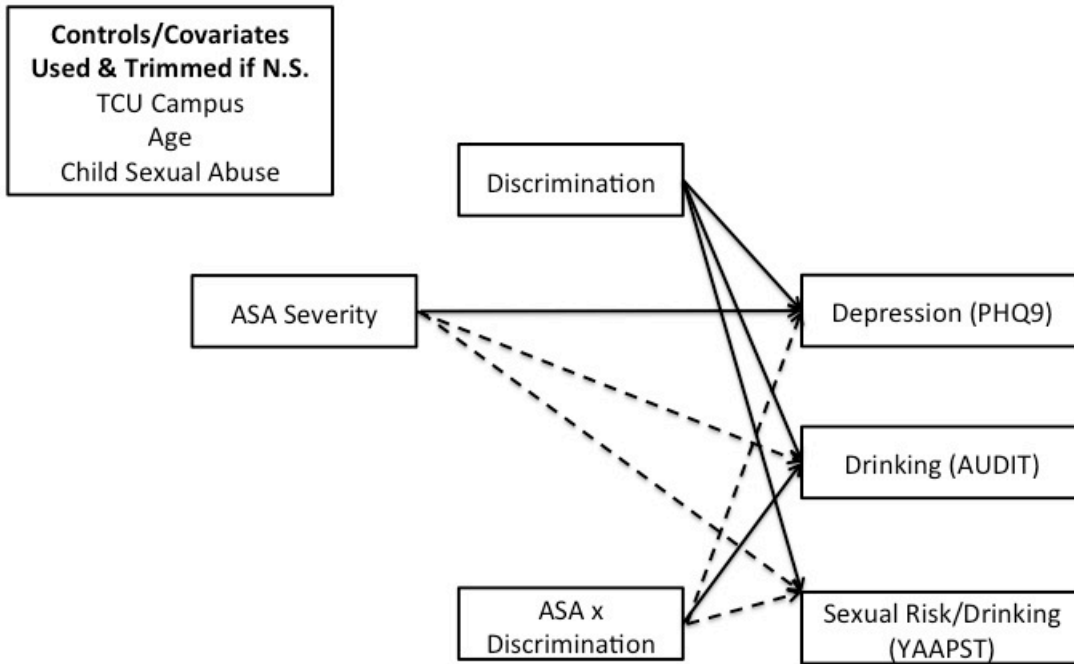 Controls/Covariates
Used & Trimmed if N.S.
TCU Campus
Age
Child Sexual Abuse
Discrimination
ASA Severity
Depression (PHQ9)
Drinking (AUDIT)
ASA x
Discrimination
Sexual Risk/Drinking
(YAAPST)